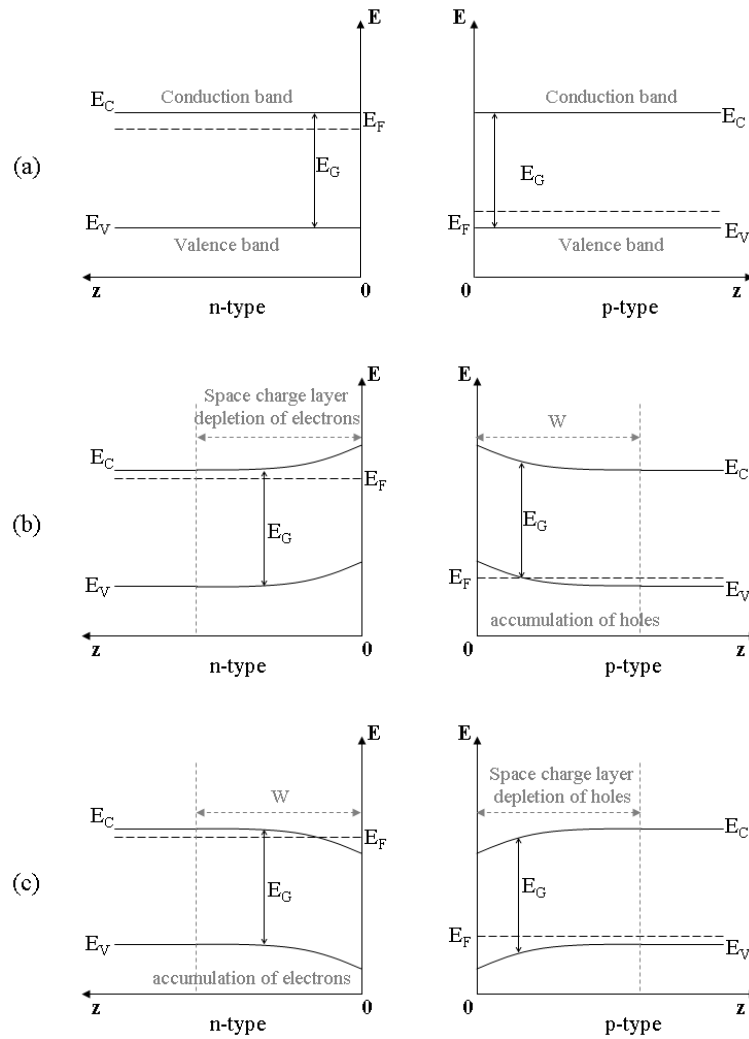 E
E
E_C
Conduction band
E_F
Conduction band
E_C
(a)
E_G
E_G
E_V
Valence band
E_F
Valence band
E_V
z
n-type
0
0
p-type
z
E
E
Space charge layer
depletion of electrons
W
E_C
E_F
E_C
(b)
E_G
E_G
E_V
E_F
E_V
accumulation of holes
z
n-type
0
0
p-type
z
E
E
W
Space charge layer
depletion of holes
E_C
E_F
E_C
(c)
E_G
E_G
E_V
E_F
E_V
accumulation of electrons
z
n-type
0
0
p-type
z